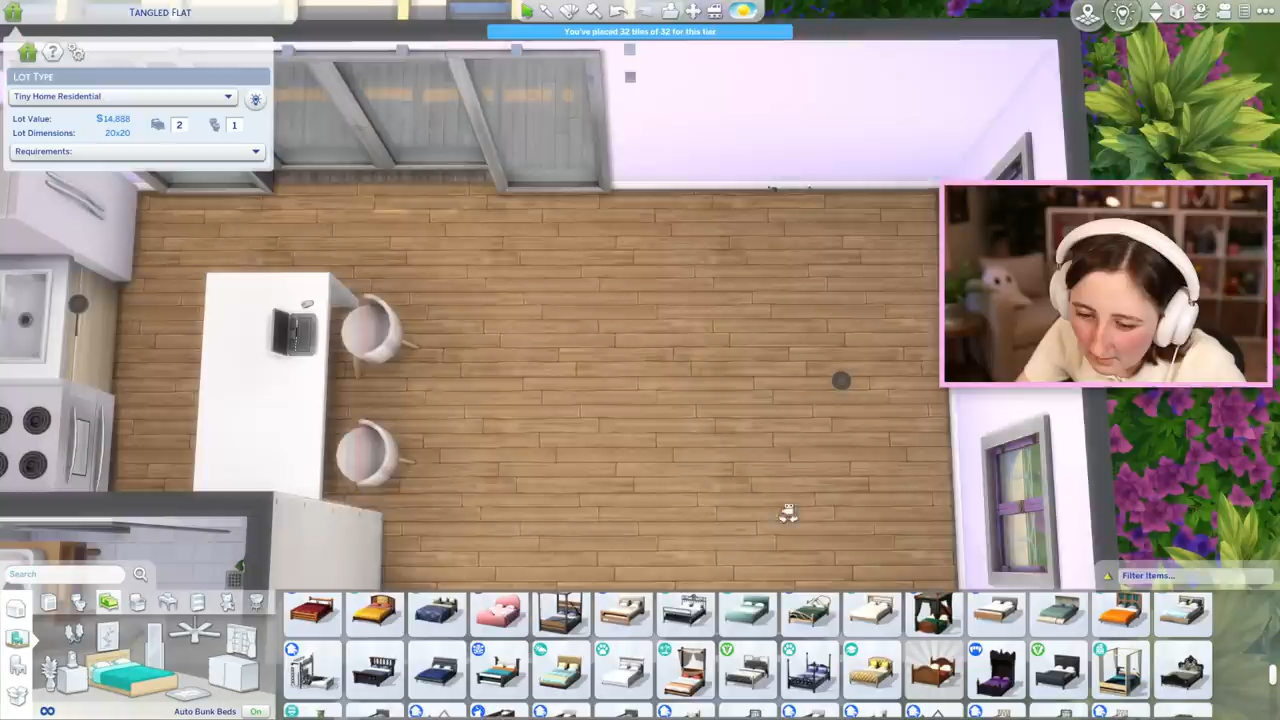 TANGLED FLAT
You've placed 32 tiles of 32 for this tier.
LOT TYPE
Tiny Home Residential
Lot Value: $14,888
2
1
Lot Dimensions: 20x20
Requirements:
Search
Filter Items...
Auto Bunk Beds
On